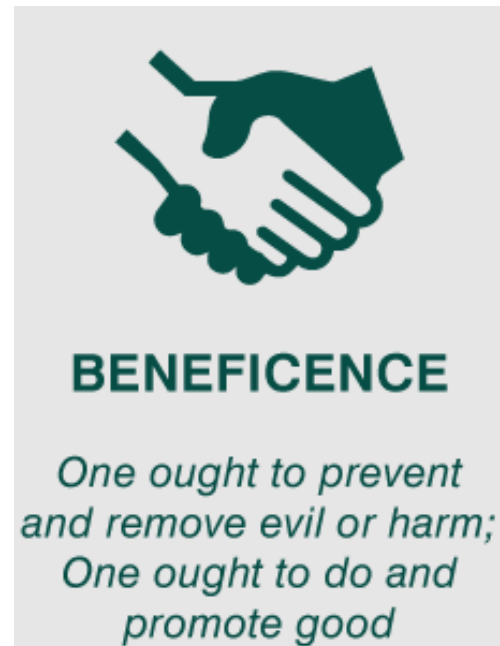 BENEFICENCE
One ought to prevent
and remove evil or harm;
One ought to do and
promote good